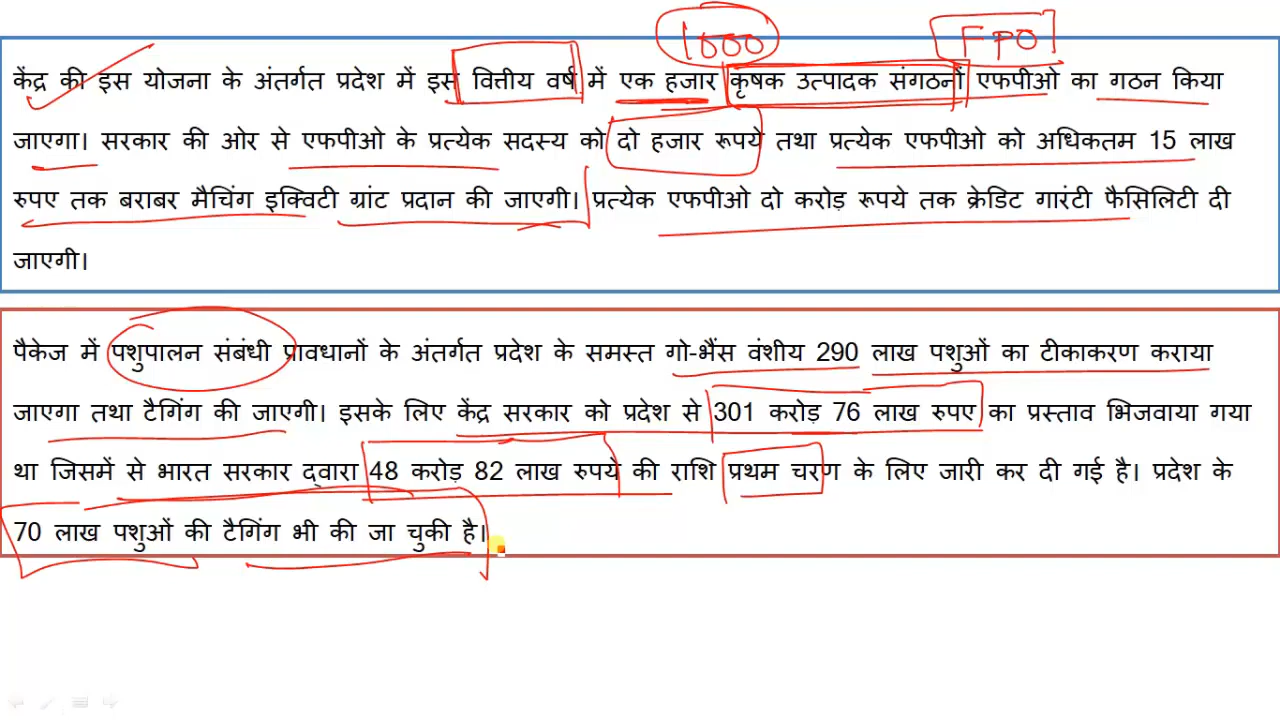 1000 FPO
केंद्र की इस योजना के अंतर्गत प्रदेश में इस वित्तीय वर्ष में एक हजार कृषक उत्पादक संगठनों एफपीओ का गठन किया
जाएगा। सरकार की ओर से एफपीओ के प्रत्येक सदस्य को दो हजार रूपये तथा प्रत्येक एफपीओ को अधिकतम 15 लाख
रुपए तक बराबर मैचिंग इक्विटी ग्रांट प्रदान की जाएगी। प्रत्येक एफपीओ दो करोड़ रूपये तक क्रेडिट गारंटी फैसिलिटी दी
जाएगी।
पैकेज में पशुपालन संबंधी प्रावधानों के अंतर्गत प्रदेश के समस्त गो-भैंस वंशीय 290 लाख पशुओं का टीकाकरण कराया
जाएगा तथा टैगिंग की जाएगी। इसके लिए केंद्र सरकार को प्रदेश से 301 करोड़ 76 लाख रुपए का प्रस्ताव भिजवाया गया
था जिसमें से भारत सरकार द्वारा 48 करोड़ 82 लाख रुपये की राशि प्रथम चरण के लिए जारी कर दी गई है। प्रदेश के
70 लाख पशुओं की टैगिंग भी की जा चुकी है।